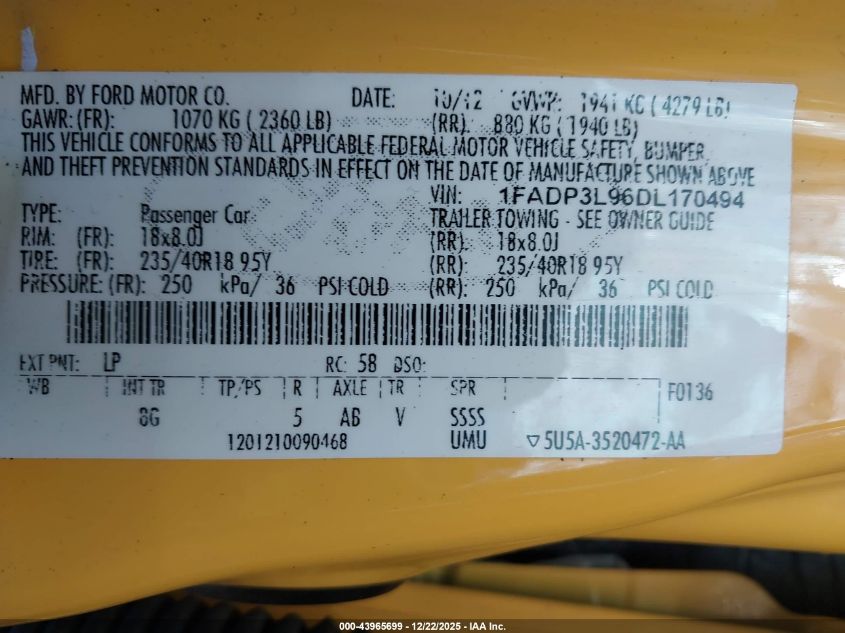 MFD. BY FORD MOTOR CO. DATE: 10/12 GVWP: 1941 KG ( 4279 LB)
GAWR: (FR): 1070 KG ( 2360 LB) (RR): 880 KG ( 1940 LB)
THIS VEHICLE CONFORMS TO ALL APPLICABLE FEDERAL MOTOR VEHICLE SAFETY, BUMPER,
AND THEFT PREVENTION STANDARDS IN EFFECT ON THE DATE OF MANUFACTURE SHOWN ABOVE
VIN: 1FADP3L96DL170494
TYPE: Passenger Car TRAILER TOWING - SEE OWNER GUIDE
RIM: (FR): 18x8.0J (RR): 18x8.0J
TIRE: (FR): 235/40R18 95Y (RR): 235/40R18 95Y
PRESSURE: (FR): 250 kPa/ 36 PSI COLD (RR): 250 kPa/ 36 PSI COLD
EXT PNT: LP RC: 58 DSO:
WB INT TR TP/PS R AXLE TR SPR F0136
8G 5 AB V SSSS
1201210090468 UMU ▽5U5A-3520472-AA
000-43965699 - 12/22/2025 - IAA Inc.